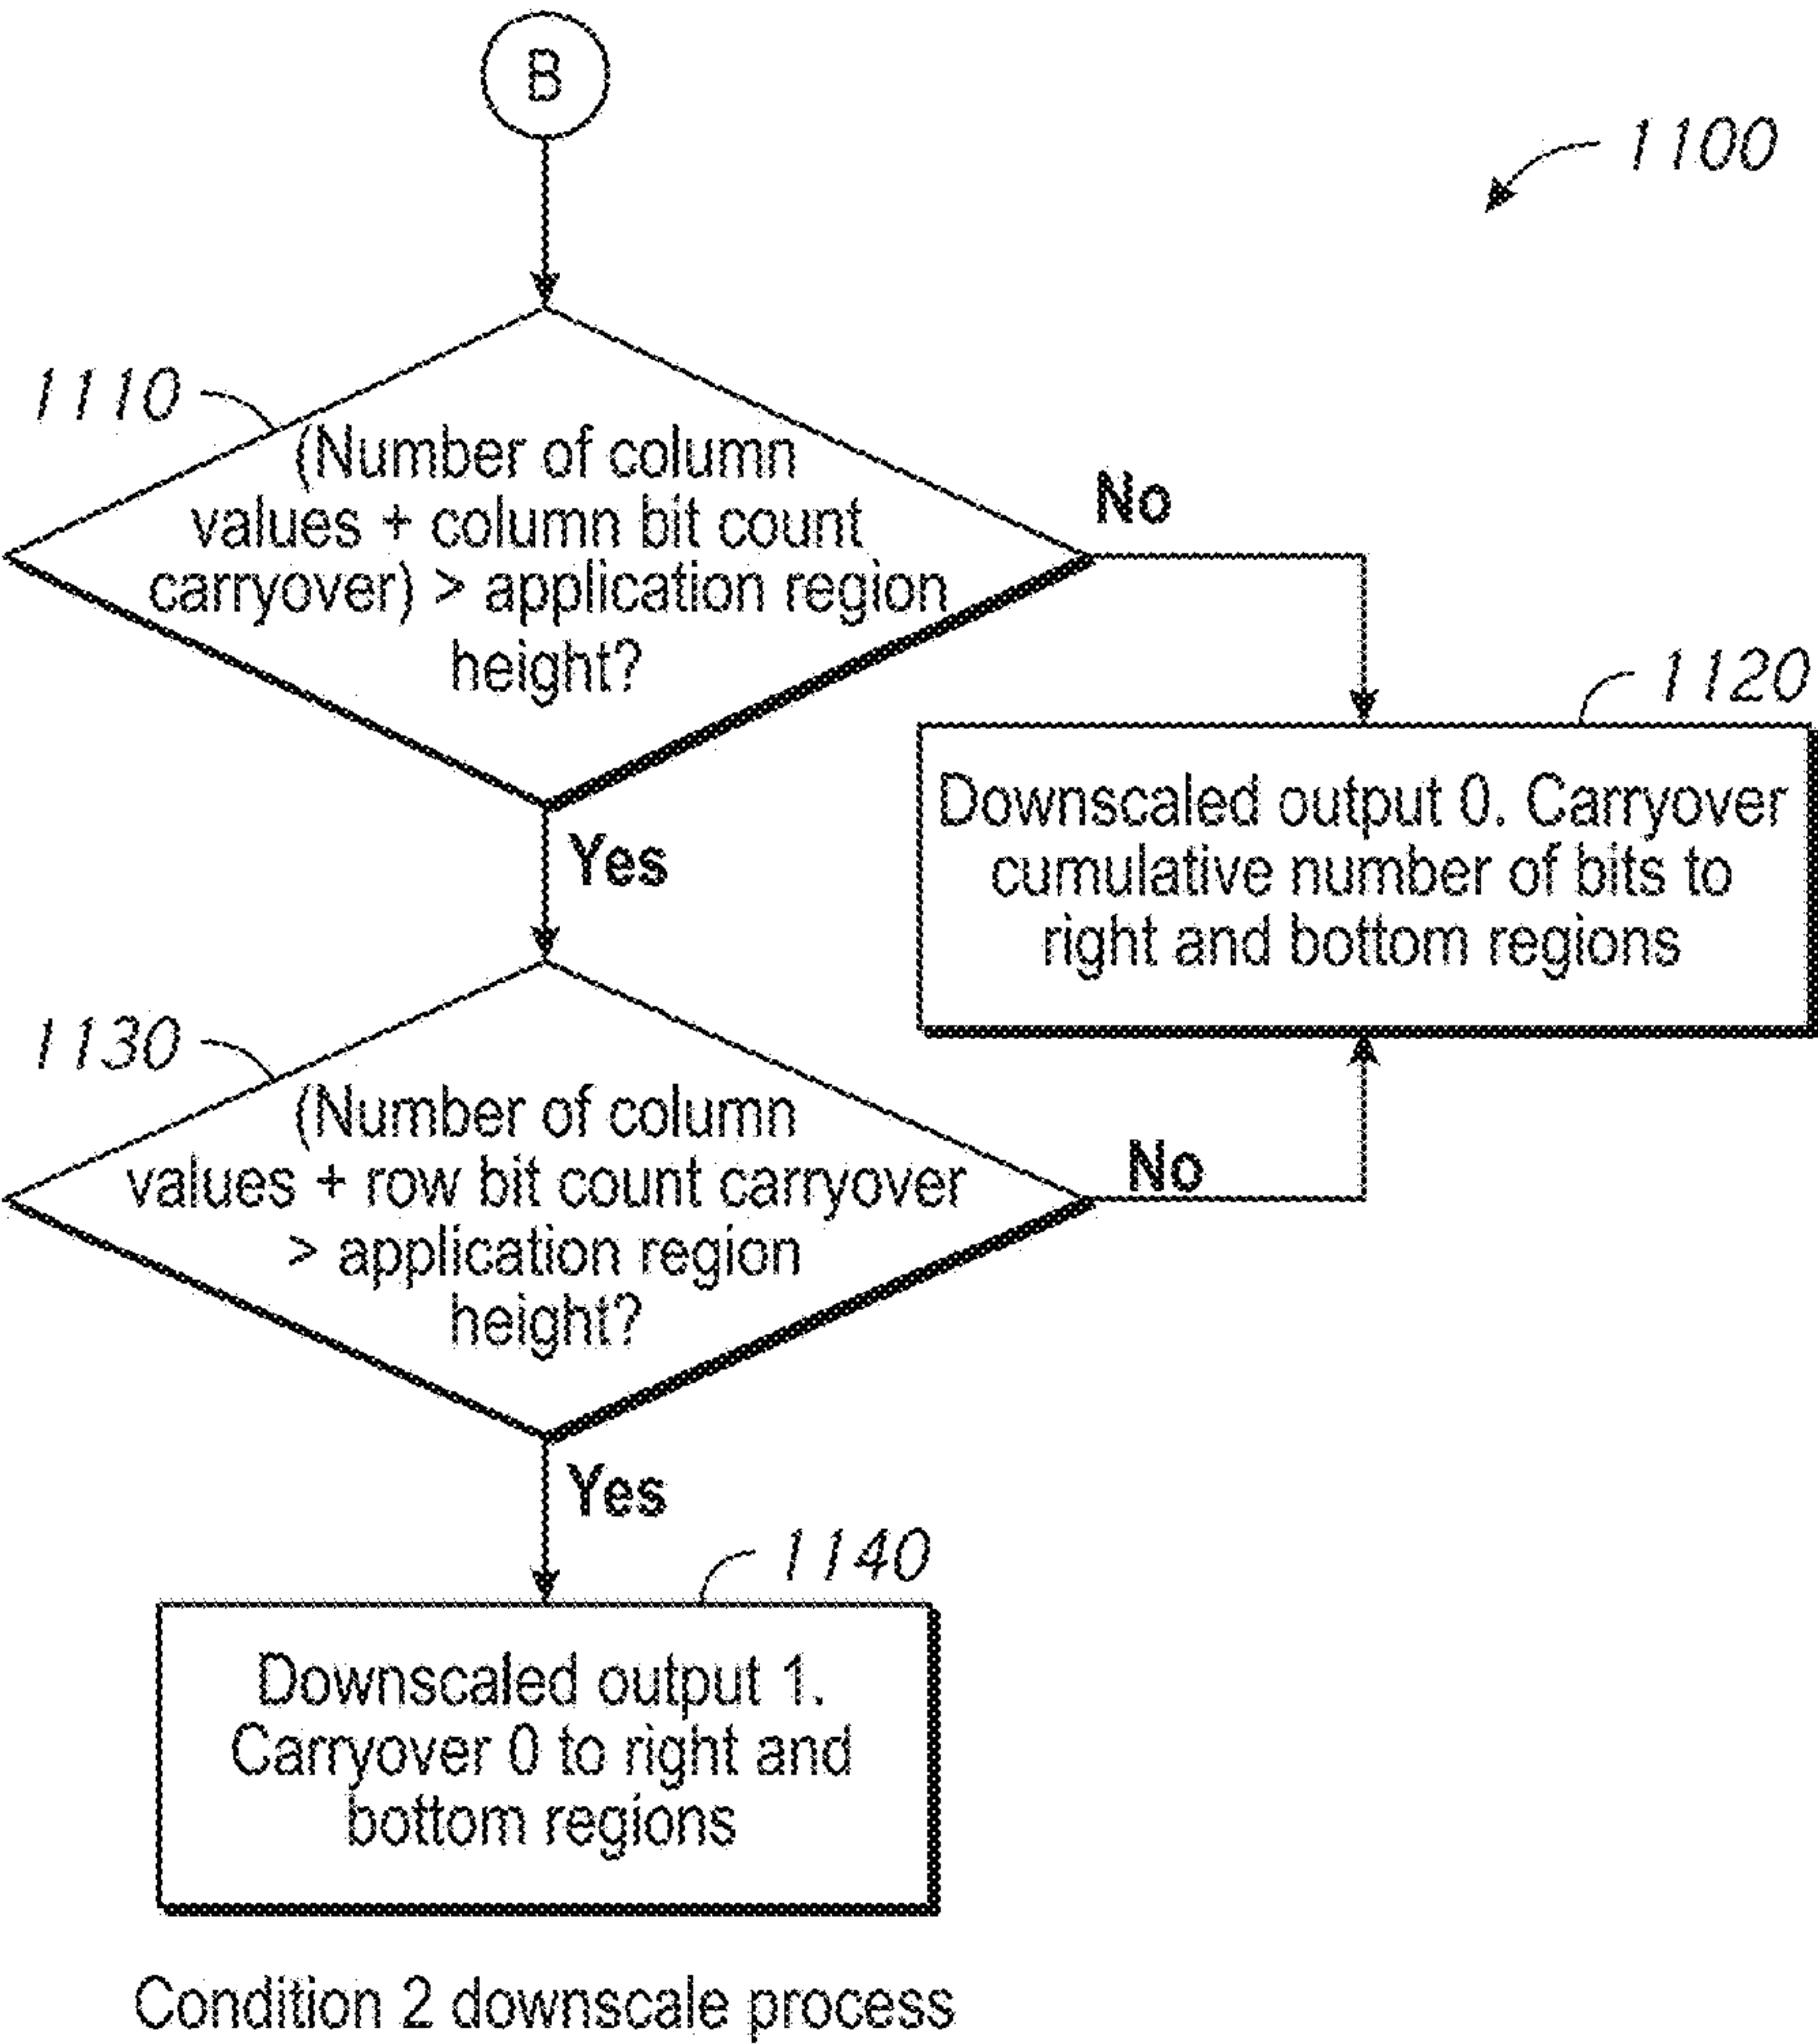 B
1100
1110
(Number of column
values + column bit count
carryover) > application region
height?
No
1120
Downscaled output 0. Carryover
cumulative number of bits to
right and bottom regions
Yes
1130
(Number of column
values + row bit count carryover
> application region
height?
No
Yes
1140
Downscaled output 1.
Carryover 0 to right and
bottom regions
Condition 2 downscale process